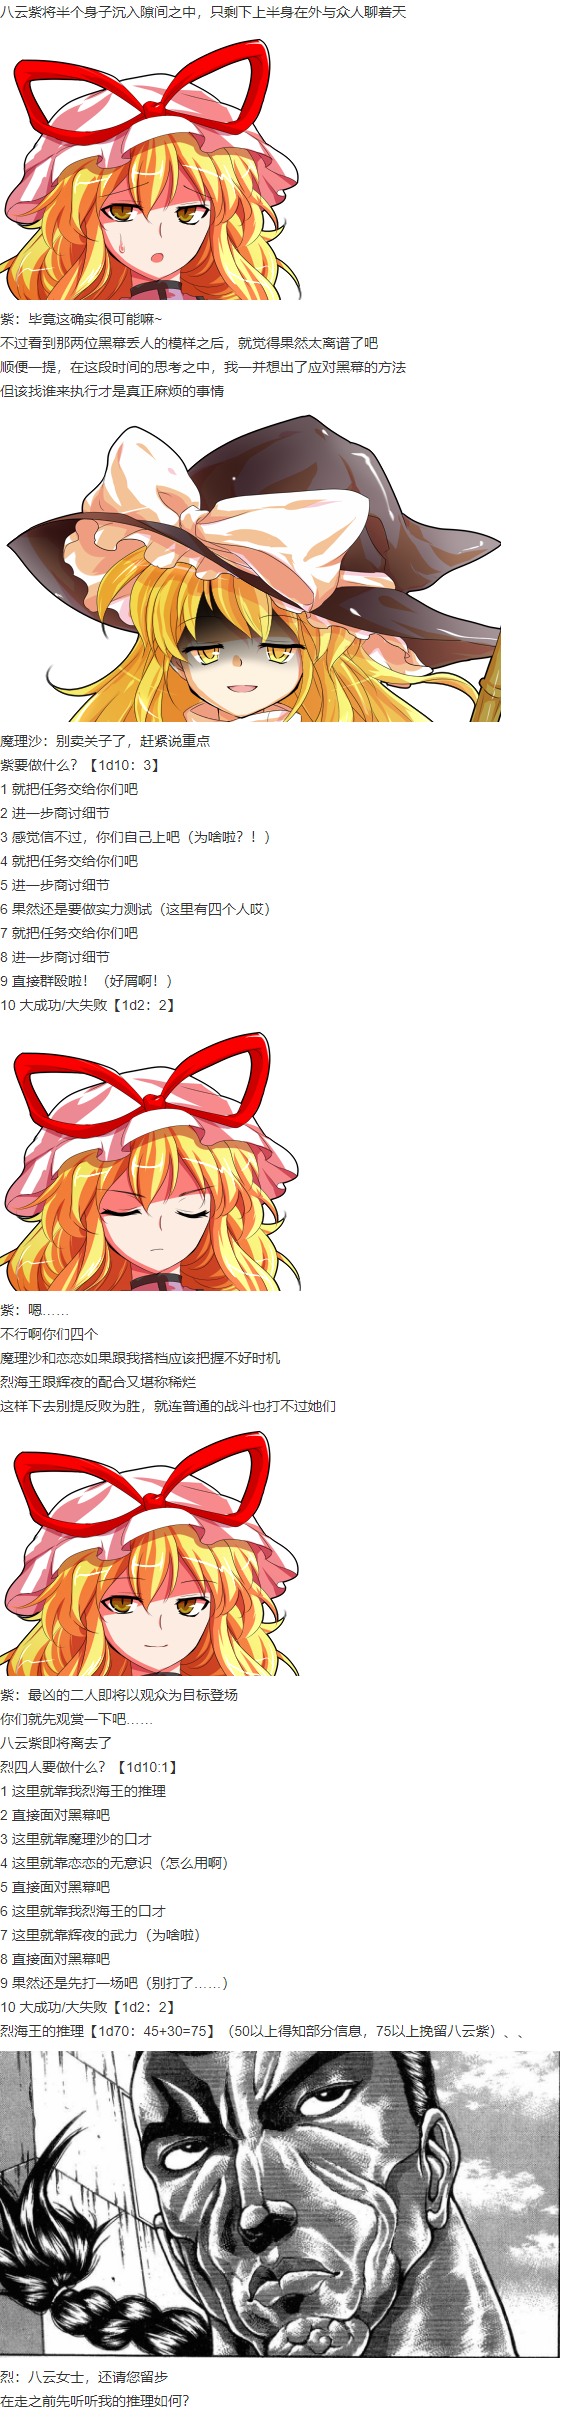 八云紫将半个身子沉入隙间之中，只剩下上半身在外与众人聊着天
紫：毕竟这确实很可能嘛~
不过看到那两位黑幕丢人的模样之后，就觉得果然太离谱了吧
顺便一提，在这段时间的思考之中，我一并想出了应对黑幕的方法
但该找谁来执行才是真正麻烦的事情
魔理沙：别卖关子了，赶紧说重点
紫要做什么？【1d10：3】
1 就把任务交给你们吧
2 进一步商讨细节
3 感觉信不过，你们自己上吧（为啥啦？！）
4 就把任务交给你们吧
5 进一步商讨细节
6 果然还是要做实力测试（这里有四个人哎）
7 就把任务交给你们吧
8 进一步商讨细节
9 直接群殴啦！（好屑啊！）
10 大成功/大失败【1d2：2】
紫：嗯……
不行啊你们四个
魔理沙和恋恋如果跟我搭档应该把握不好时机
烈海王跟辉夜的配合又堪称稀烂
这样下去别提反败为胜，就连普通的战斗也打不过她们
紫：最凶的二人即将以观众为目标登场
你们就先观赏一下吧……
八云紫即将离去了
烈四人要做什么？【1d10:1】
1 这里就靠我烈海王的推理
2 直接面对黑幕吧
3 这里就靠魔理沙的口才
4 这里就靠恋恋的无意识（怎么用啊）
5 直接面对黑幕吧
6 这里就靠我烈海王的口才
7 这里就靠辉夜的武力（为啥啦）
8 直接面对黑幕吧
9 果然还是先打一场吧（别打了……）
10 大成功/大失败【1d2：2】
烈海王的推理【1d70：45+30=75】（50以上得知部分信息，75以上挽留八云紫）、、
烈：八云女士，还请您留步
在走之前先听听我的推理如何？